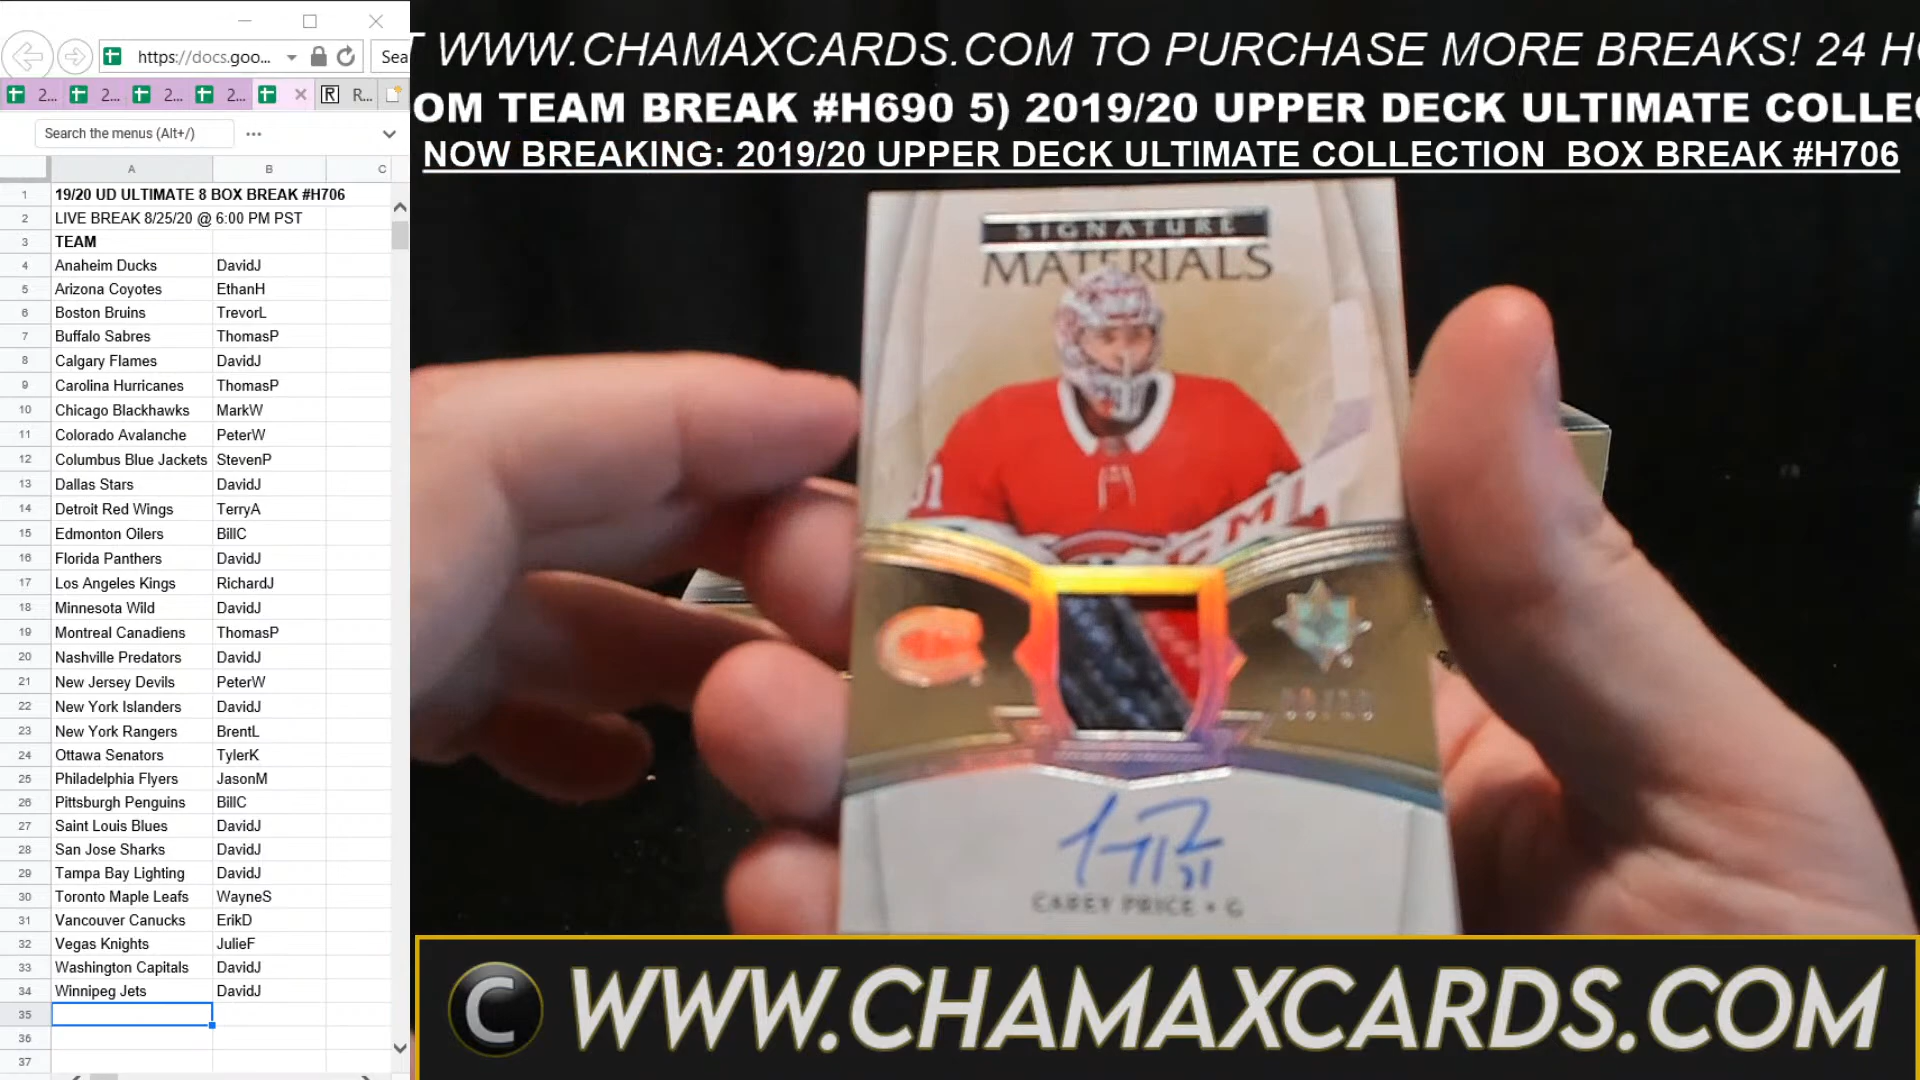 https://docs.goo...
Sea
2...
2...
2...
2...
R...
Search the menus (Alt+/)
A B C
1 19/20 UD ULTIMATE 8 BOX BREAK #H706
2 LIVE BREAK 8/25/20 @ 6:00 PM PST
3 TEAM
4 Anaheim Ducks DavidJ
5 Arizona Coyotes EthanH
6 Boston Bruins TrevorL
7 Buffalo Sabres ThomasP
8 Calgary Flames DavidJ
9 Carolina Hurricanes ThomasP
10 Chicago Blackhawks MarkW
11 Colorado Avalanche PeterW
12 Columbus Blue Jackets StevenP
13 Dallas Stars DavidJ
14 Detroit Red Wings TerryA
15 Edmonton Oilers BillC
16 Florida Panthers DavidJ
17 Los Angeles Kings RichardJ
18 Minnesota Wild DavidJ
19 Montreal Canadiens ThomasP
20 Nashville Predators DavidJ
21 New Jersey Devils PeterW
22 New York Islanders DavidJ
23 New York Rangers BrentL
24 Ottawa Senators TylerK
25 Philadelphia Flyers JasonM
26 Pittsburgh Penguins BillC
27 Saint Louis Blues DavidJ
28 San Jose Sharks DavidJ
29 Tampa Bay Lighting DavidJ
30 Toronto Maple Leafs WayneS
31 Vancouver Canucks ErikD
32 Vegas Knights JulieF
33 Washington Capitals DavidJ
34 Winnipeg Jets DavidJ
35
36
37
T WWW.CHAMAXCARDS.COM TO PURCHASE MORE BREAKS! 24 H
OM TEAM BREAK #H690 5) 2019/20 UPPER DECK ULTIMATE COLLE
NOW BREAKING: 2019/20 UPPER DECK ULTIMATE COLLECTION BOX BREAK #H706
SIGNATURE
MATERIALS
31
CAREY PRICE • G
C WWW.CHAMAXCARDS.COM